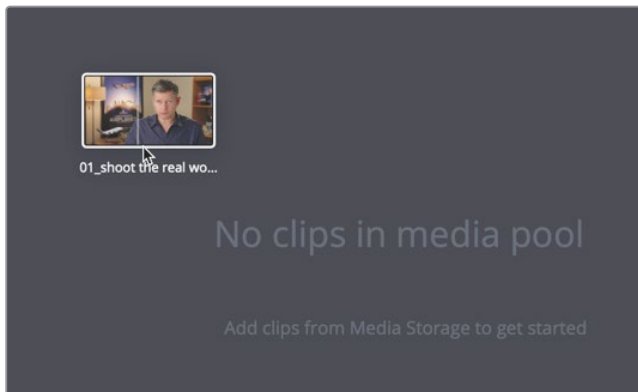 01_shoot the real wo...
No clips in media pool
Add clips from Media Storage to get started